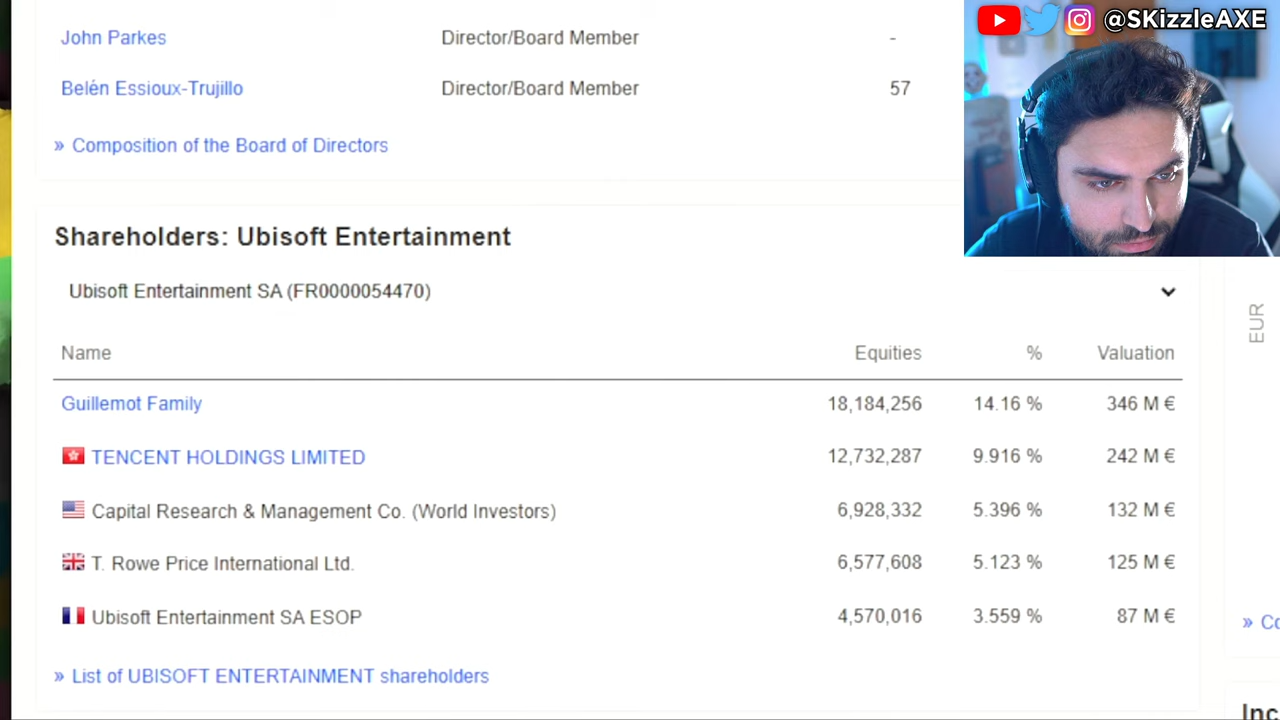 @SKizzleAXE
John Parkes Director/Board Member -
Belén Essioux-Trujillo Director/Board Member 57
» Composition of the Board of Directors
Shareholders: Ubisoft Entertainment
Ubisoft Entertainment SA (FR0000054470)
EUR
Name Equities % Valuation
Guillemot Family 18,184,256 14.16 % 346 M €
TENCENT HOLDINGS LIMITED 12,732,287 9.916 % 242 M €
Capital Research & Management Co. (World Investors) 6,928,332 5.396 % 132 M €
T. Rowe Price International Ltd. 6,577,608 5.123 % 125 M €
Ubisoft Entertainment SA ESOP 4,570,016 3.559 % 87 M €
» List of UBISOFT ENTERTAINMENT shareholders